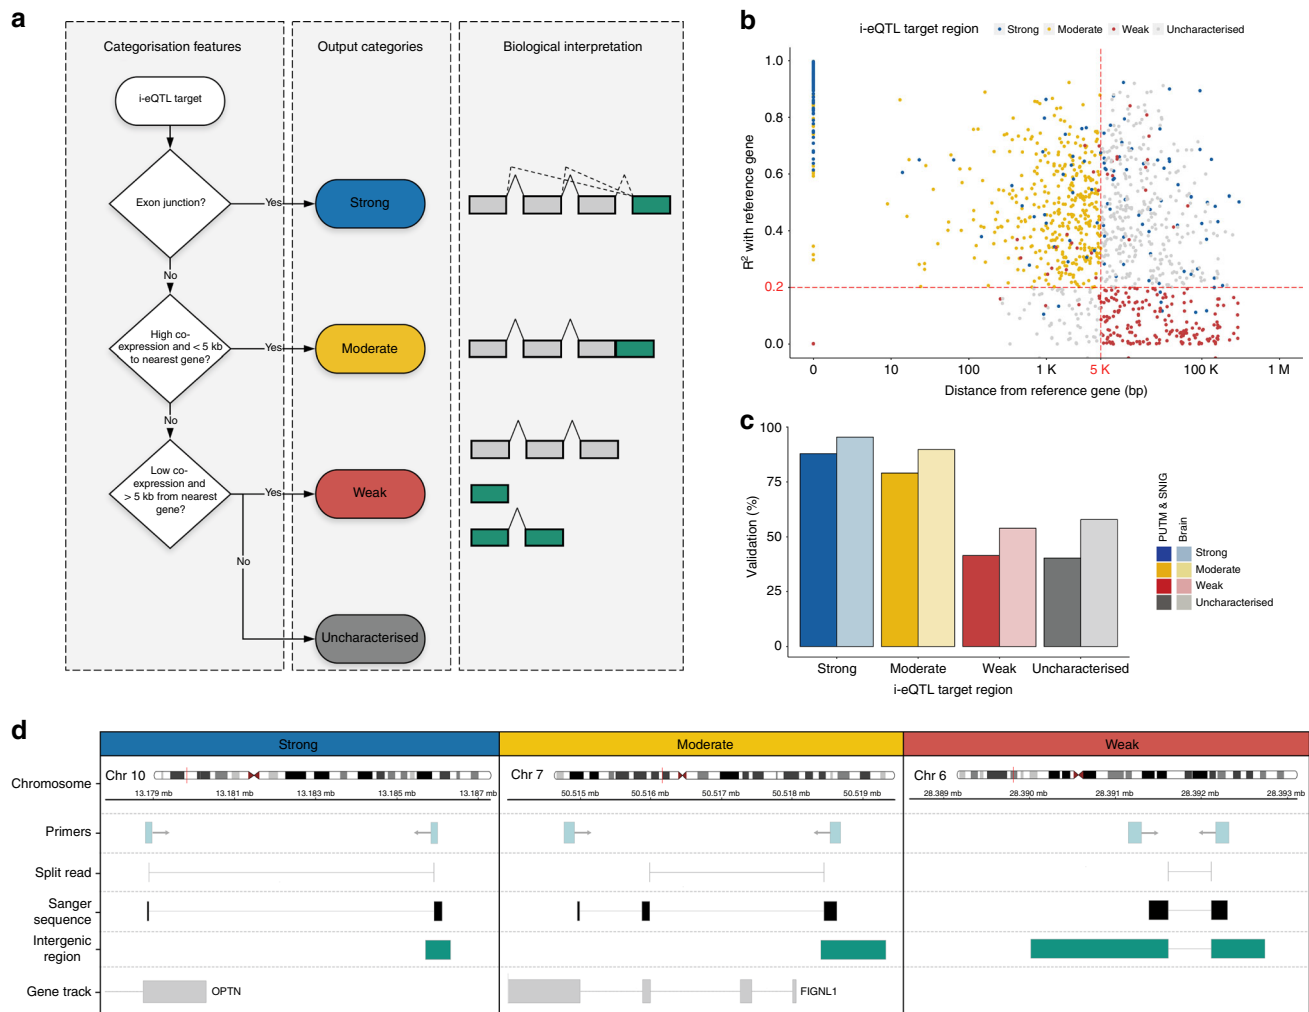 a
Categorisation features
Output categories
Biological interpretation
i-eQTL target
Exon junction?
Yes
Strong
No
High co-
expression and < 5 kb
to nearest gene?
Yes
Moderate
No
Low co-
expression and
> 5 kb from nearest
gene?
Yes
Weak
No
Uncharacterised
b
i-eQTL target region
Strong
Moderate
Weak
Uncharacterised
R² with reference gene
1.0
0.8
0.6
0.4
0.2
0.0
0
10
100
1 K
5 K
100 K
1 M
Distance from reference gene (bp)
c
Validation (%)
100
75
50
25
0
Strong
Moderate
Weak
Uncharacterised
i-eQTL target region
PUTM & SNIG
Brain
Strong
Moderate
Weak
Uncharacterised
d
Strong
Moderate
Weak
Chromosome
Chr 10
13.179 mb
13.181 mb
13.183 mb
13.185 mb
13.187 mb
Chr 7
50.515 mb
50.516 mb
50.517 mb
50.518 mb
50.519 mb
Chr 6
28.389 mb
28.390 mb
28.391 mb
28.392 mb
28.393 mb
Primers
Split read
Sanger
sequence
Intergenic
region
Gene track
OPTN
FIGNL1